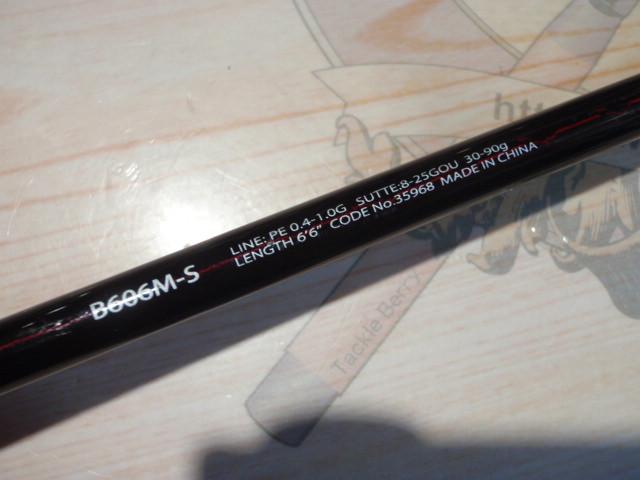 B606M-S
LINE: PE 0.4-1.0G SUTTE:8-25GOU 30-90g
LENGTH 6'6" CODE No.35968 MADE IN CHINA
htt
Tackle Berry